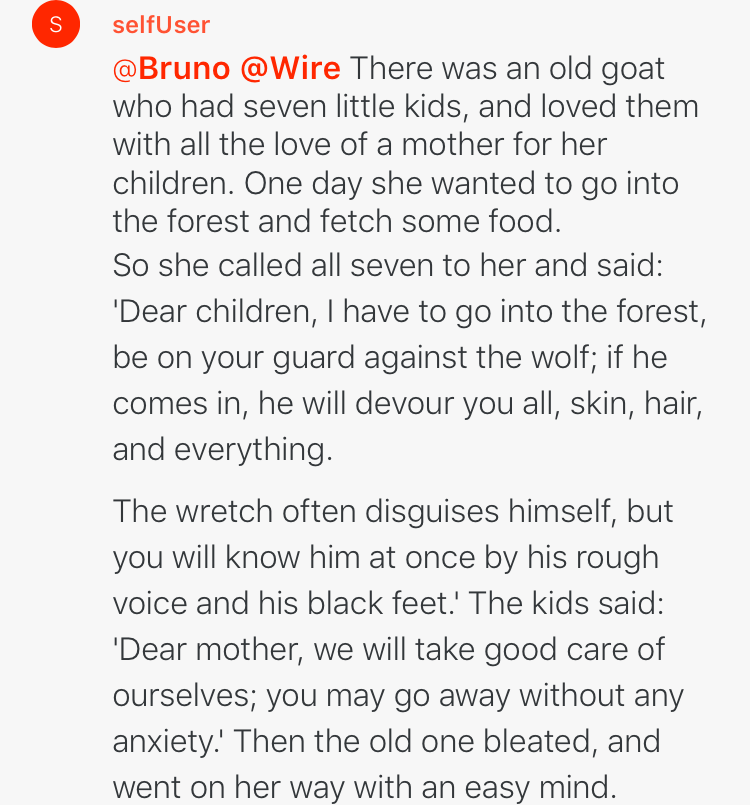 S
selfUser
@Bruno @Wire There was an old goat
who had seven little kids, and loved them
with all the love of a mother for her
children. One day she wanted to go into
the forest and fetch some food.
So she called all seven to her and said:
'Dear children, I have to go into the forest,
be on your guard against the wolf; if he
comes in, he will devour you all, skin, hair,
and everything.
The wretch often disguises himself, but
you will know him at once by his rough
voice and his black feet.' The kids said:
'Dear mother, we will take good care of
ourselves; you may go away without any
anxiety.' Then the old one bleated, and
went on her way with an easy mind.